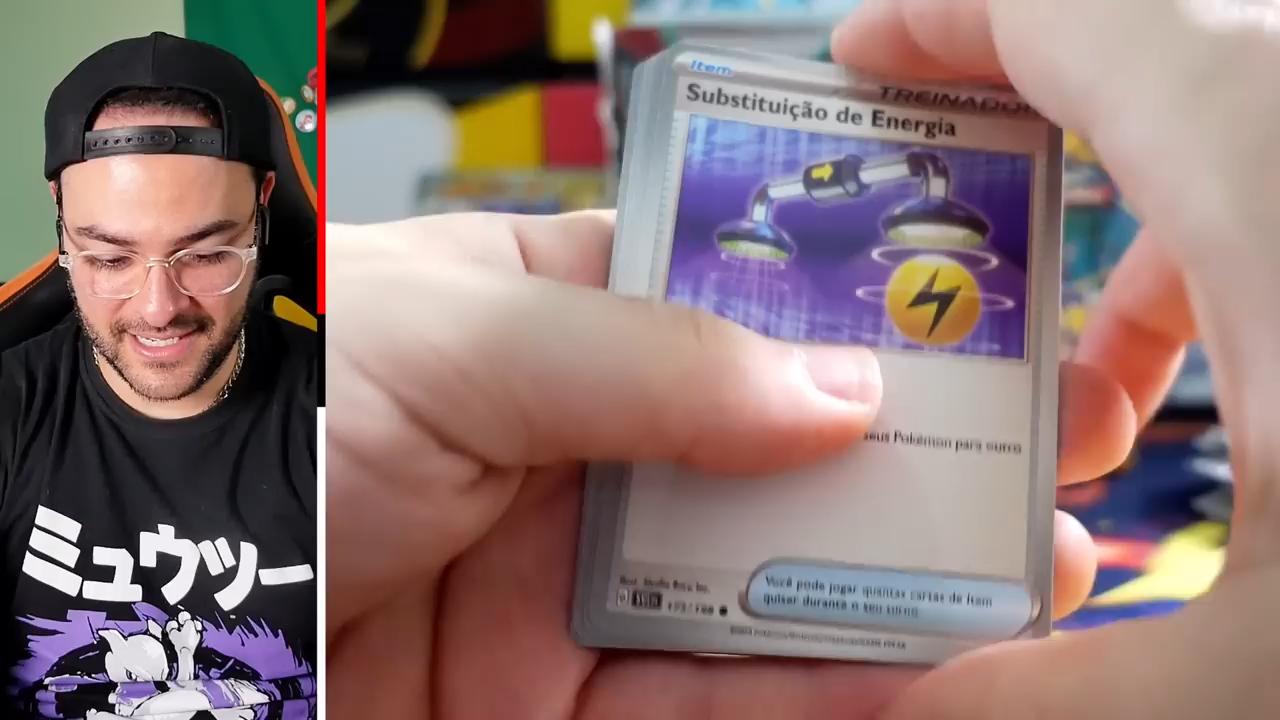 ミュウツー
Item
TREINADOR
Substituição de Energia
seus Pokémon para outro
Você pode jogar quantas cartas de Item
quiser durante o seu turno.